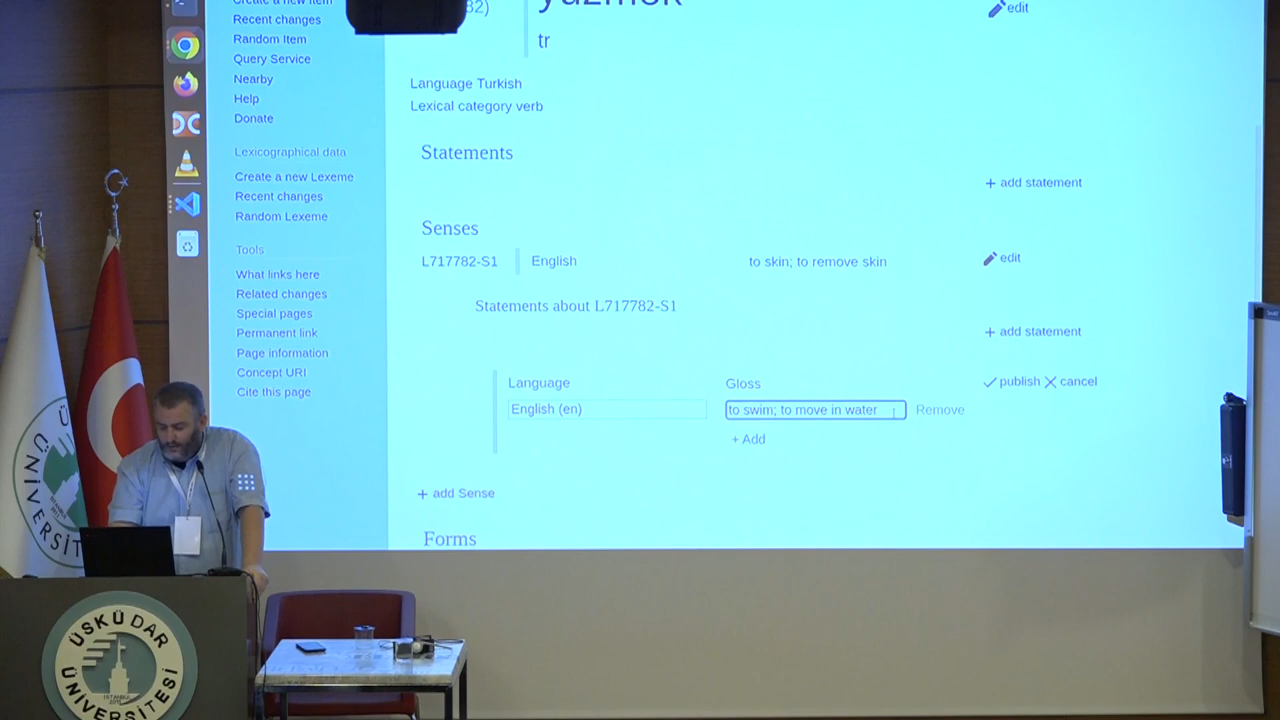 Recent changes
Random Item
Query Service
Nearby
Help
Donate
Lexicographical data
Create a new Lexeme
Recent changes
Random Lexeme
Tools
What links here
Related changes
Special pages
Permanent link
Page information
Concept URI
Cite this page
edit
tr
Language Turkish
Lexical category verb
Statements
+ add statement
Senses
L717782-S1 English to skin; to remove skin edit
Statements about L717782-S1
+ add statement
Language Gloss publish cancel
English (en) to swim; to move in water Remove
+ Add
+ add Sense
Forms
ÜSKÜDAR
ÜNİVERSİTESİ
İSTANBUL